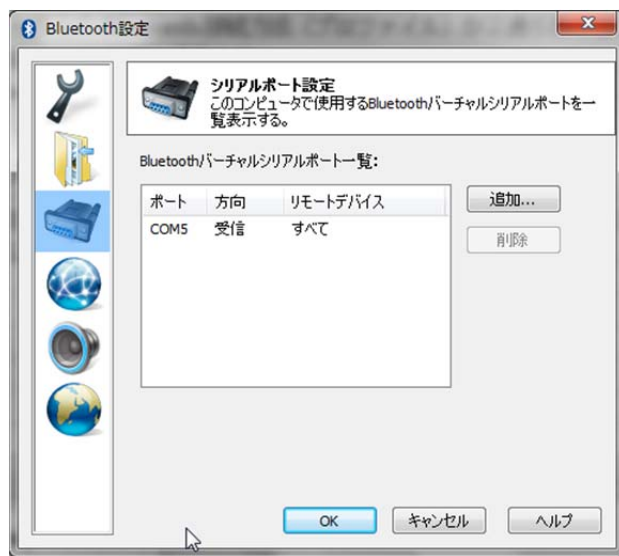 Bluetooth設定
シリアルポート設定
このコンピュータで使用するBluetoothバーチャルシリアルポートを一
覧表示する。
Bluetoothバーチャルシリアルポート一覧:
ポート 方向 リモートデバイス
COM5 受信 すべて
追加...
削除
OK キャンセル ヘルプ